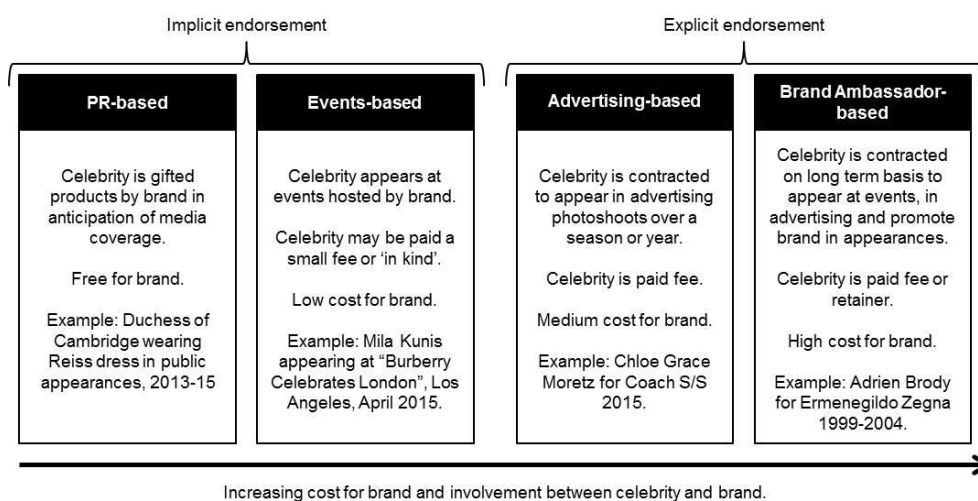 Implicit endorsement
Explicit endorsement
PR-based
Celebrity is gifted
products by brand in
anticipation of media
coverage.
Free for brand.
Example: Duchess of
Cambridge wearing
Reiss dress in public
appearances, 2013-15
Events-based
Celebrity appears at
events hosted by brand.
Celebrity may be paid a
small fee or ‘in kind’.
Low cost for brand.
Example: Mila Kunis
appearing at “Burberry
Celebrates London”, Los
Angeles, April 2015.
Advertising-based
Celebrity is contracted
to appear in advertising
photoshoots over a
season or year.
Celebrity is paid fee.
Medium cost for brand.
Example: Chloe Grace
Moretz for Coach S/S
2015.
Brand Ambassador-
based
Celebrity is contracted
on long term basis to
appear at events, in
advertising and promote
brand in appearances.
Celebrity is paid fee or
retainer.
High cost for brand.
Example: Adrien Brody
for Ermenegildo Zegna
1999-2004.
Increasing cost for brand and involvement between celebrity and brand.